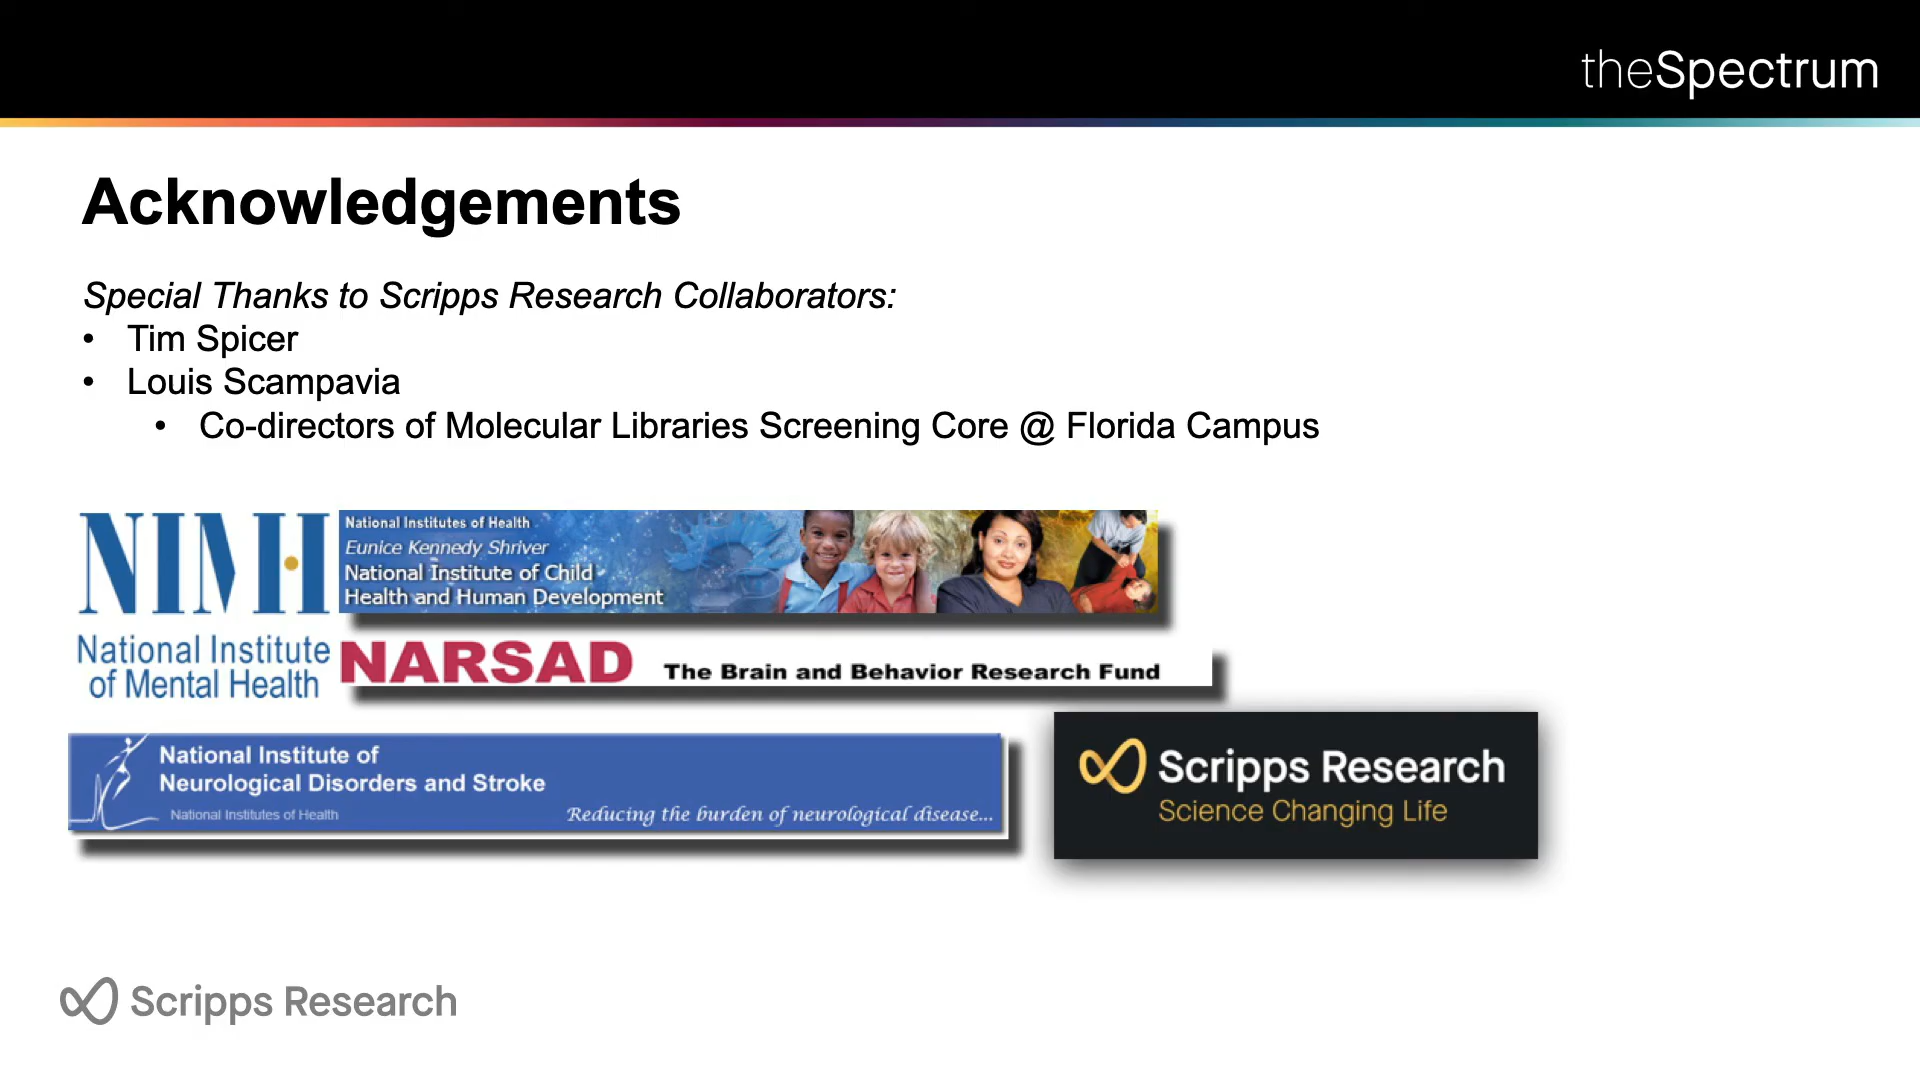 theSpectrum
Acknowledgements
Special Thanks to Scripps Research Collaborators:
• Tim Spicer
• Louis Scampavia
• Co-directors of Molecular Libraries Screening Core @ Florida Campus
NIMH
National Institute
of Mental Health
National Institutes of Health
Eunice Kennedy Shriver
National Institute of Child
Health and Human Development
NARSAD The Brain and Behavior Research Fund
National Institute of
Neurological Disorders and Stroke
National Institutes of Health
Reducing the burden of neurological disease...
Scripps Research
Science Changing Life
Scripps Research